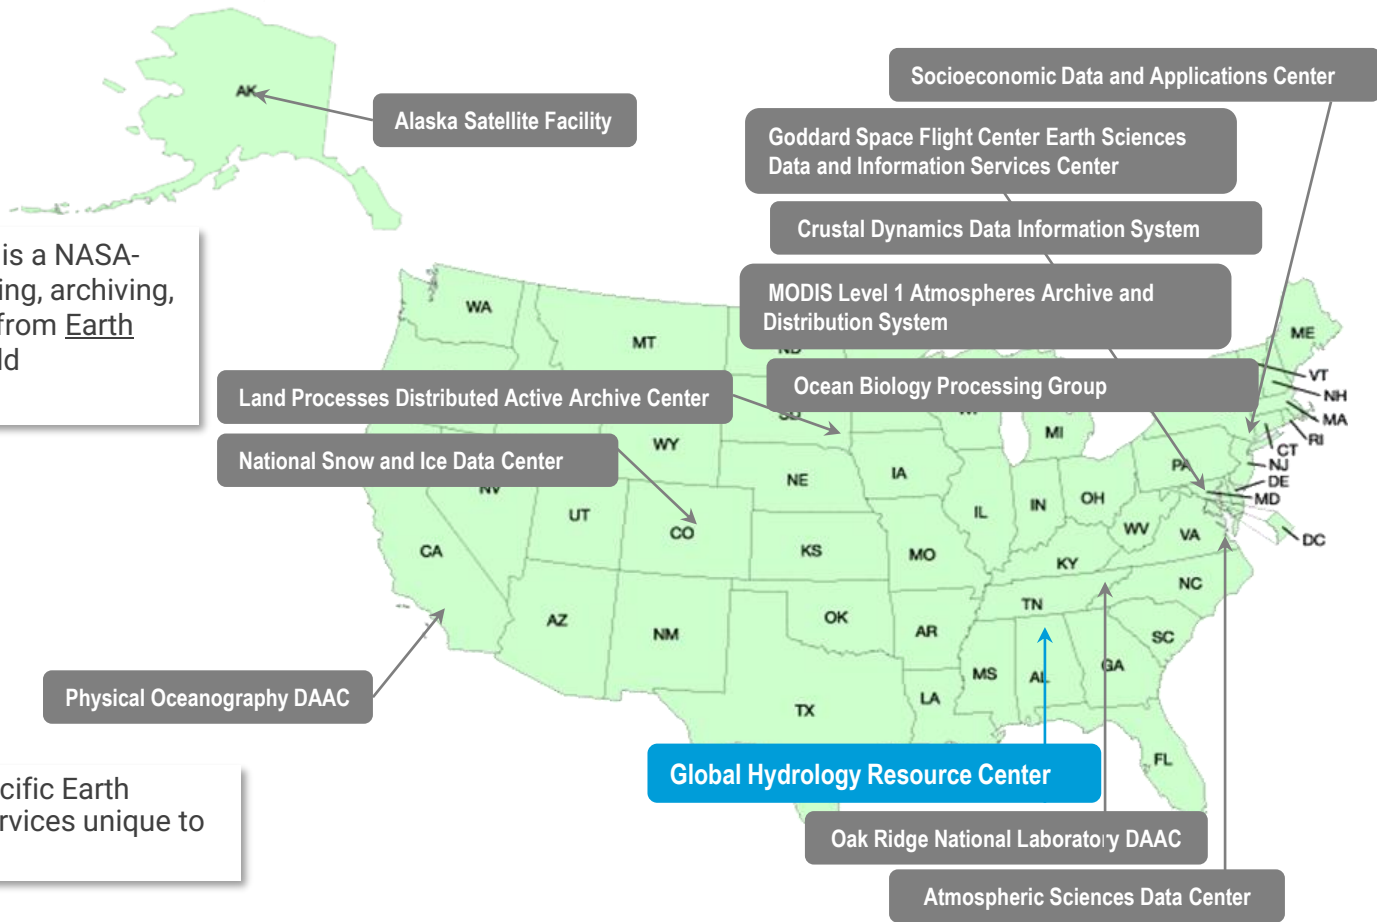 AK
Alaska Satellite Facility
Socioeconomic Data and Applications Center
Goddard Space Flight Center Earth Sciences
Data and Information Services Center
Crustal Dynamics Data Information System
MODIS Level 1 Atmospheres Archive and
Distribution System
Ocean Biology Processing Group
is a NASA-
ing, archiving,
from Earth
ld
Land Processes Distributed Active Archive Center
National Snow and Ice Data Center
WA
MT
ND
SD
WY
NV
UT
CO
CA
AZ
NM
NE
KS
OK
TX
IA
MO
AR
LA
WI
MI
IL
IN
OH
KY
TN
MS
AL
GA
FL
SC
NC
VA
WV
PA
ME
VT
NH
MA
RI
CT
NJ
DE
MD
DC
Physical Oceanography DAAC
Global Hydrology Resource Center
Oak Ridge National Laboratory DAAC
Atmospheric Sciences Data Center
cific Earth
rvices unique to